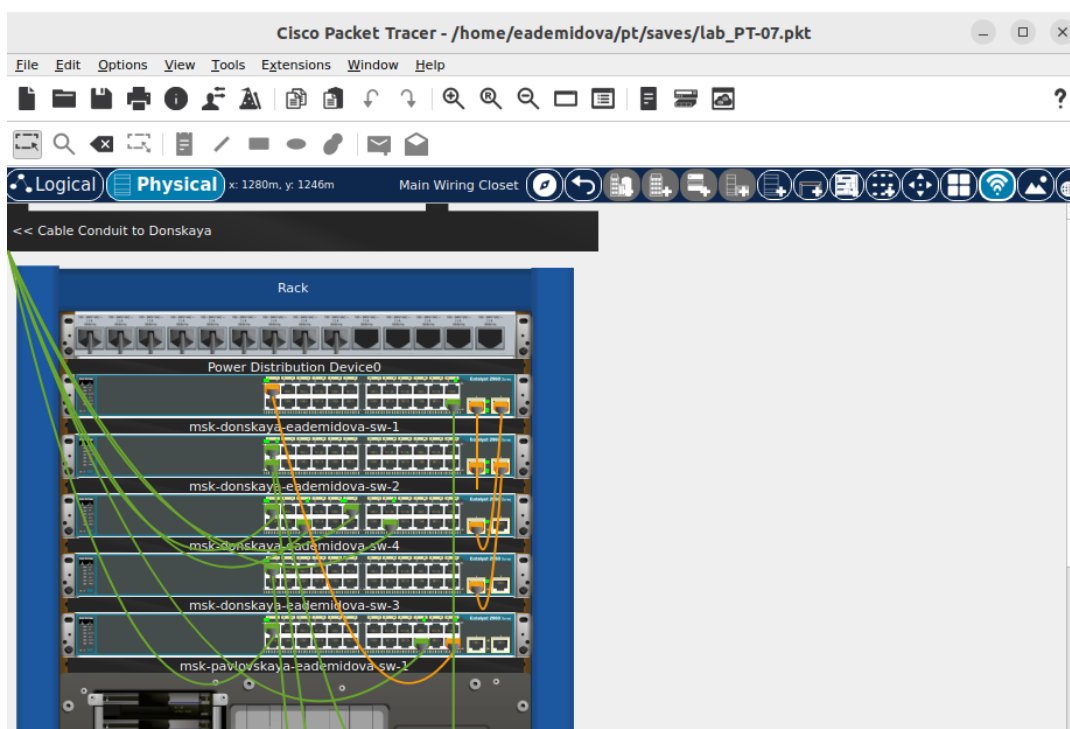 Cisco Packet Tracer - /home/eademidova/pt/saves/lab_PT-07.pkt
File Edit Options View Tools Extensions Window Help
?
Logical Physical x: 1280m, y: 1246m Main Wiring Closet
<< Cable Conduit to Donskaya
Rack
Power Distribution Device0
msk-donskaya-eademidova-sw-1
msk-donskaya-eademidova-sw-2
msk-donskaya-eademidova-sw-4
msk-donskaya-eademidova-sw-3
msk-pavlovskaya-eademidova-sw-1